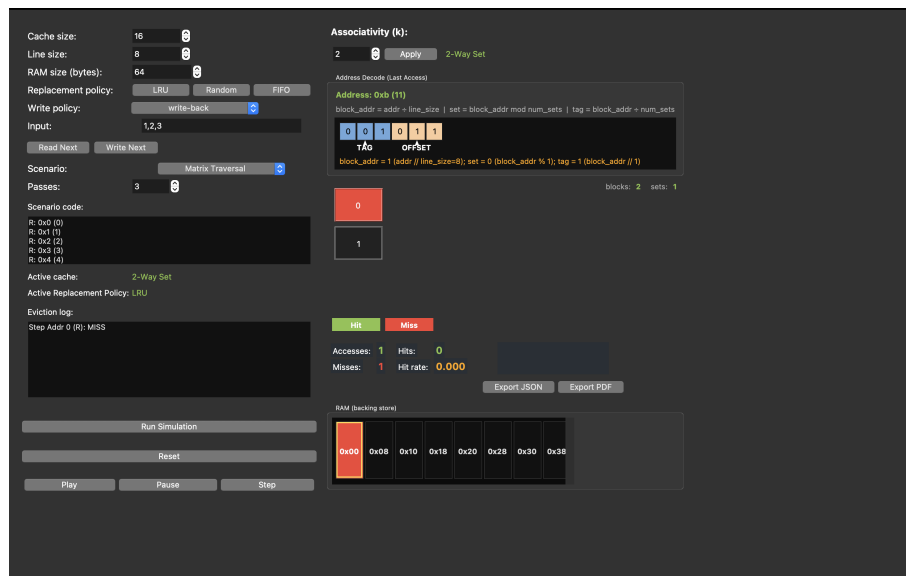 Cache size: 16
Line size: 8
RAM size (bytes): 64
Replacement policy: LRU Random FIFO
Write policy: write-back
Input: 1,2,3
Read Next Write Next
Scenario: Matrix Traversal
Passes: 3
Scenario code:
R: 0x0 (0)
R: 0x1 (1)
R: 0x2 (2)
R: 0x3 (3)
R: 0x4 (4)
Active cache: 2-Way Set
Active Replacement Policy: LRU
Eviction log:
Step Addr 0 (R): MISS
Run Simulation
Reset
Play Pause Step
Associativity (k):
2 Apply 2-Way Set
Address Decode (Last Access)
Address: 0xb (11)
block_addr = addr ÷ line_size | set = block_addr mod num_sets | tag = block_addr ÷ num_sets
0 0 1 0 1 1
TAG OFFSET
block_addr = 1 (addr // line_size=8); set = 0 (block_addr % 1); tag = 1 (block_addr // 1)
blocks: 2 sets: 1
0
1
Hit Miss
Accesses: 1 Hits: 0
Misses: 1 Hit rate: 0.000
Export JSON Export PDF
RAM (backing store)
0x00 0x08 0x10 0x18 0x20 0x28 0x30 0x38